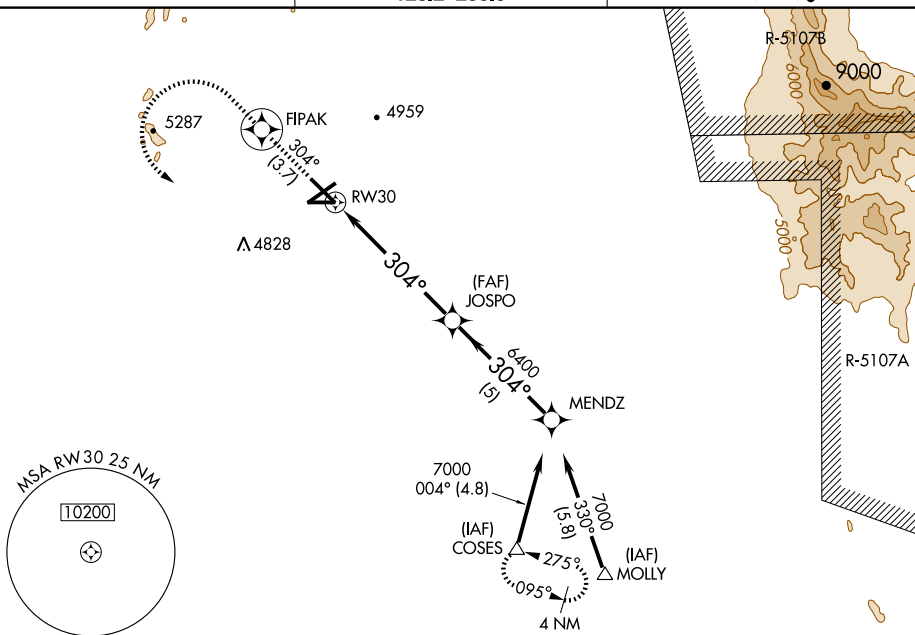 R-5107B
6000
9000
5287
FIPAK
4959
304°
(3.7)
RW30
4828
304°
(FAF)
JOSPO
5000
6400
304°
(5)
R-5107A
MENDZ
MSA RW30 25 NM
10200
7000
004° (4.8)
7000
330°
(5.8)
(IAF)
COSES
275°
(IAF)
MOLLY
095°
4 NM